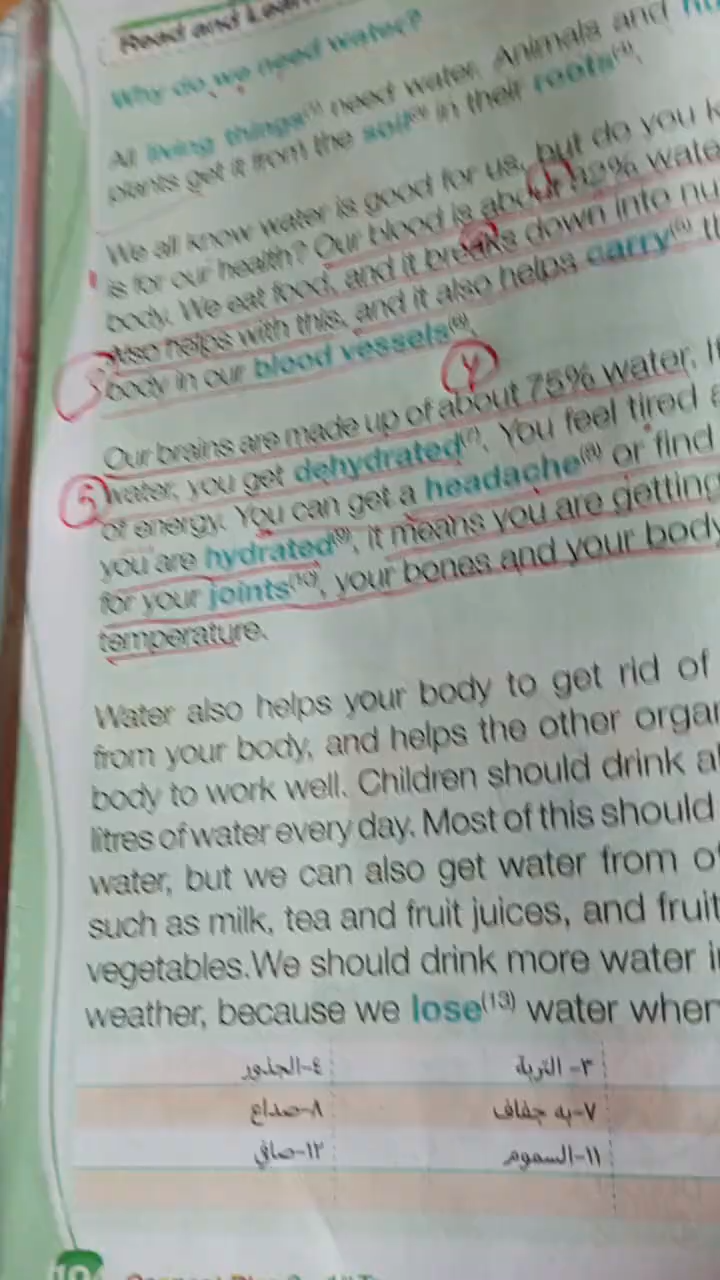 Read and Learn
Why do we need water?
All living things(1) need water. Animals and
plants get it from the soil(3) in their roots(4).
We all know water is good for us, but do you
is for our health? Our blood is about 92% wate
body. We eat food, and it breaks down into nu
Also helps with this, and it also helps carry(5) th
body in our blood vessels(6).
Our brains are made up of about 75% water. I
water, you get dehydrated(7). You feel tired a
of energy. You can get a headache(8) or find
you are hydrated(9), it means you are getting
for your joints(10), your bones and your body
temperature.
Water also helps your body to get rid of
from your body, and helps the other organ
body to work well. Children should drink a
litres of water every day. Most of this should
water, but we can also get water from o
such as milk, tea and fruit juices, and fruit
vegetables. We should drink more water i
weather, because we lose(13) water when
٣- التربة ٤-الجذور
٧-به جفاف ٨-صداع
١١-السموم ١٢-صافي